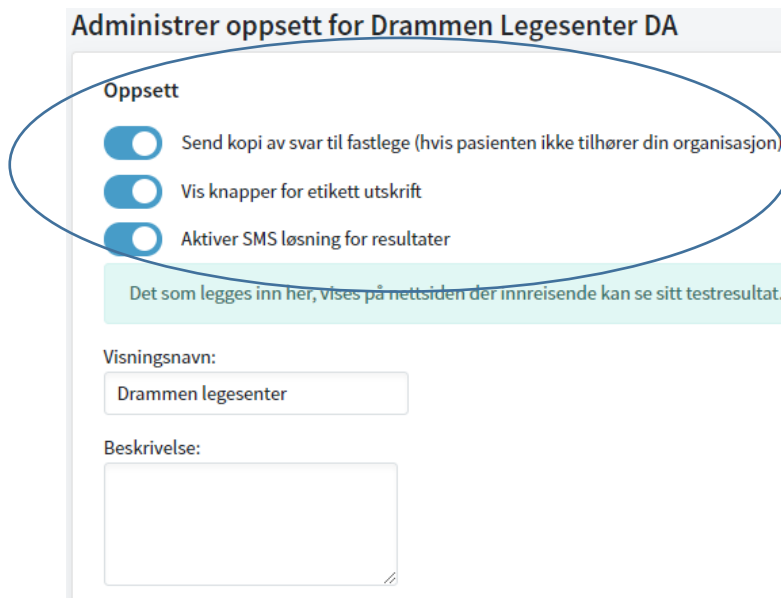 Administrer oppsett for Drammen Legesenter DA
Oppsett
Send kopi av svar til fastlege (hvis pasienten ikke tilhører din organisasjon)
Vis knapper for etikett utskrift
Aktiver SMS løsning for resultater
Det som legges inn her, vises på nettsiden der innreisende kan se sitt testresultat.
Visningsnavn:
Drammen legesenter
Beskrivelse: